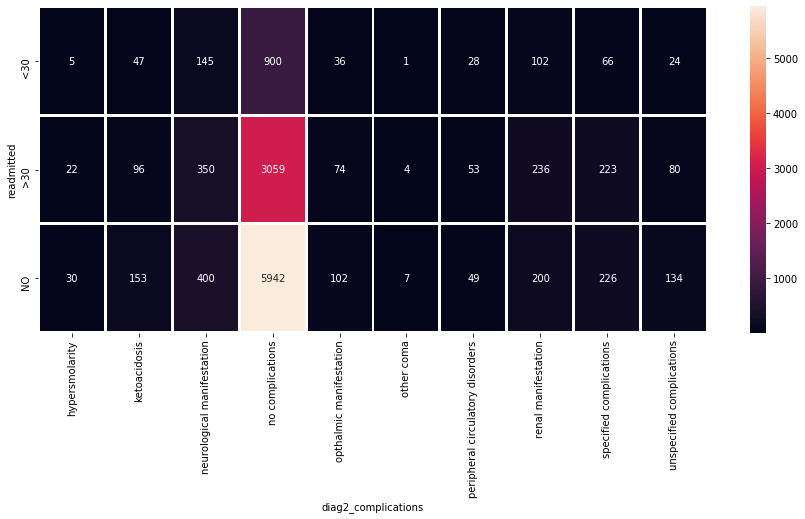 <30 5 47 145 900 36 1 28 102 66 24
>30 22 96 350 3059 74 4 53 236 223 80
NO 30 153 400 5942 102 7 49 200 226 134
readmitted
hypersmolarity
ketoacidosis
neurological manifestation
no complications
opthalmic manifestation
other coma
peripheral circulatory disorders
renal manifestation
specified complications
unspecified complications
diag2_complications
5000
4000
3000
2000
1000